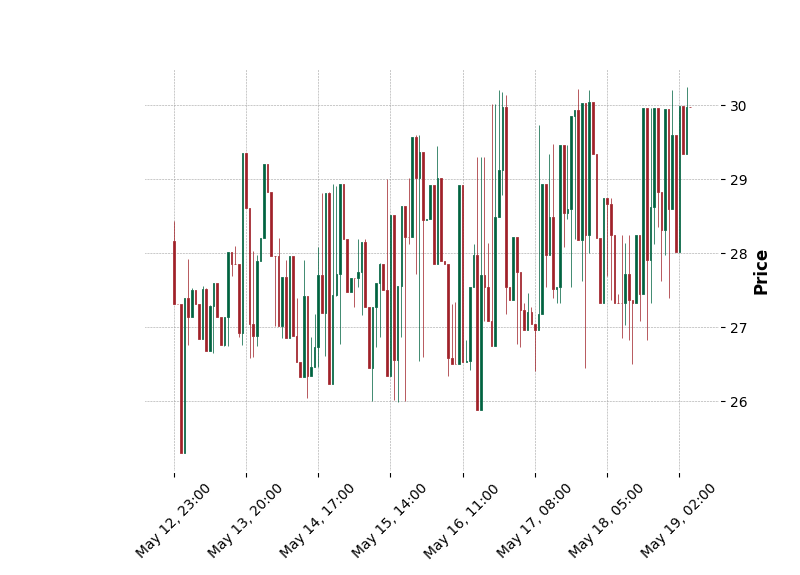 30
29
28
27
26
Price
May 12, 23:00
May 13, 20:00
May 14, 17:00
May 15, 14:00
May 16, 11:00
May 17, 08:00
May 18, 05:00
May 19, 02:00